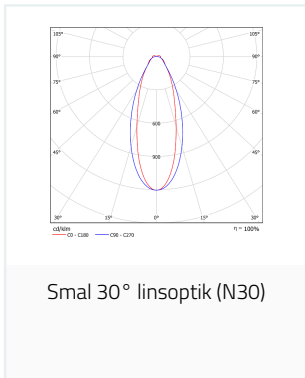 105° 105°
90° 90°
75° 75°
60° 60°
600
45° 45°
900
30° 15° 0° 15° 30°
cd/klm η = 100%
C0 - C180 C90 - C270
Smal 30° linsoptik (N30)